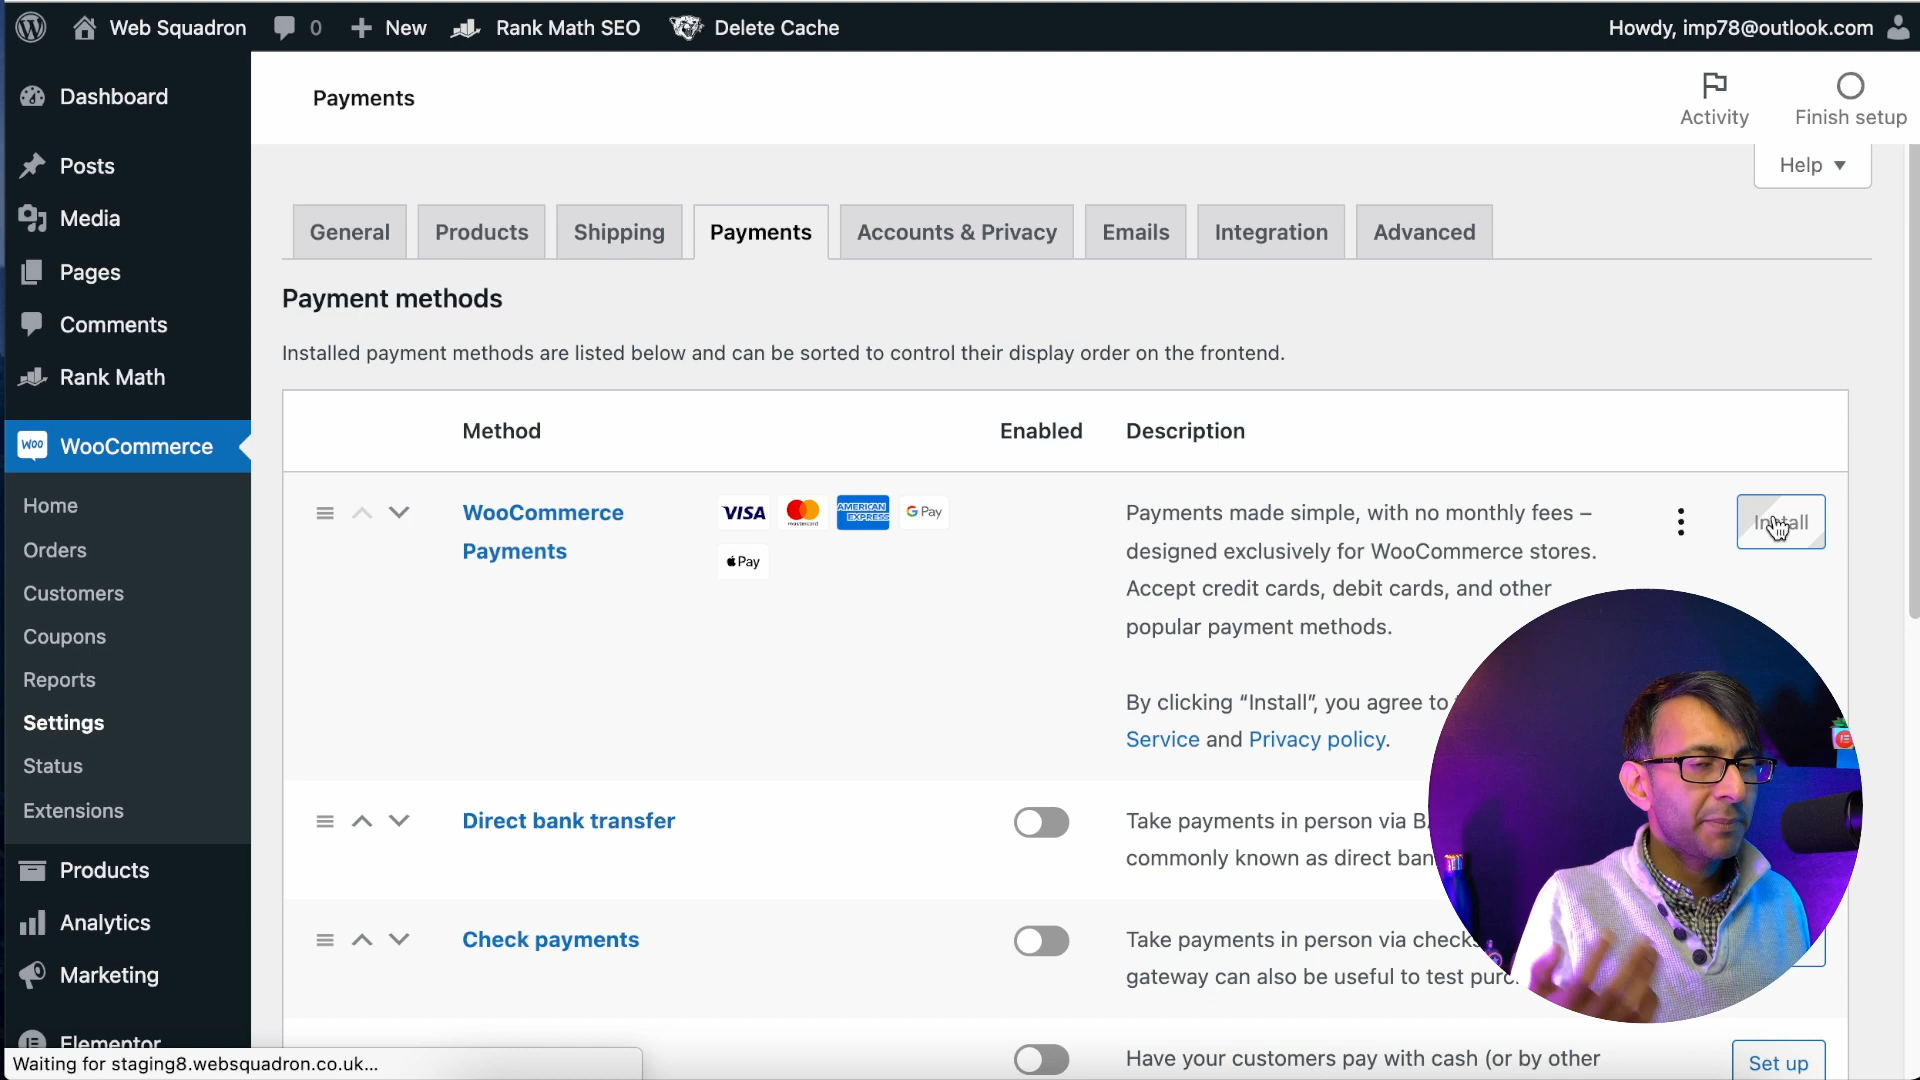 Web Squadron
0
New
Rank Math SEO
Delete Cache
Howdy, imp78@outlook.com
Dashboard
Posts
Media
Pages
Comments
Rank Math
WooCommerce
Home
Orders
Customers
Coupons
Reports
Settings
Status
Extensions
Products
Analytics
Marketing
Elementor
Waiting for staging8.websquadron.co.uk...
Payments
Activity
Finish setup
Help
General
Products
Shipping
Payments
Accounts & Privacy
Emails
Integration
Advanced
Payment methods
Installed payment methods are listed below and can be sorted to control their display order on the frontend.
Method
Enabled
Description
WooCommerce
Payments
VISA
mastercard
AMERICAN
EXPRESS
G Pay
Pay
Payments made simple, with no monthly fees –
designed exclusively for WooCommerce stores.
Accept credit cards, debit cards, and other
popular payment methods.
By clicking “Install”, you agree to
Service and Privacy policy.
Install
Direct bank transfer
Take payments in person via
commonly known as direct
Check payments
Take payments in person via checks
gateway can also be useful to test
Have your customers pay with cash (or by other
Set up